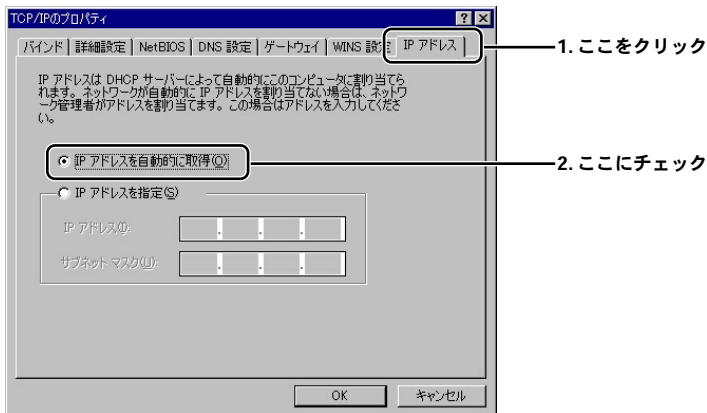 TCP/IPのプロパティ
バインド 詳細設定 NetBIOS DNS 設定 ゲートウェイ WINS 設定 IP アドレス
1. ここをクリック
IP アドレスは DHCP サーバーによって自動的にこのコンピュータに割り当てら
れます。ネットワークが自動的に IP アドレスを割り当てない場合は、ネットワ
ーク管理者がアドレスを割り当てます。この場合はアドレスを入力してくださ
い。
IP アドレスを自動的に取得(O)
2. ここにチェック
IP アドレスを指定(S)
IP アドレス(I):
サブネット マスク(U):
OK キャンセル